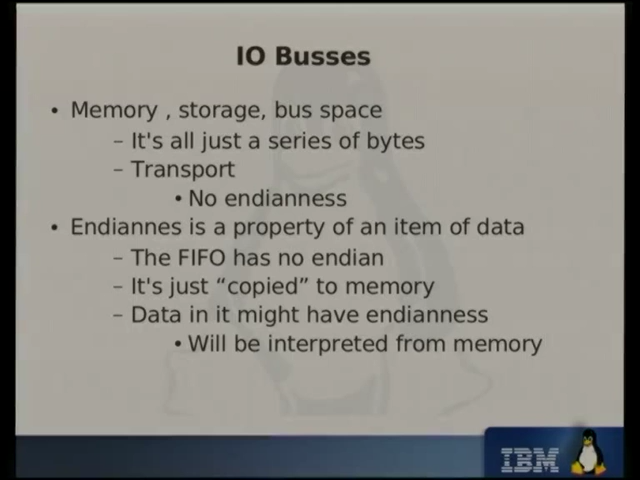 IO Busses
• Memory , storage, bus space
– It's all just a series of bytes
– Transport
• No endianness
• Endiannes is a property of an item of data
– The FIFO has no endian
– It's just “copied” to memory
– Data in it might have endianness
• Will be interpreted from memory
IBM